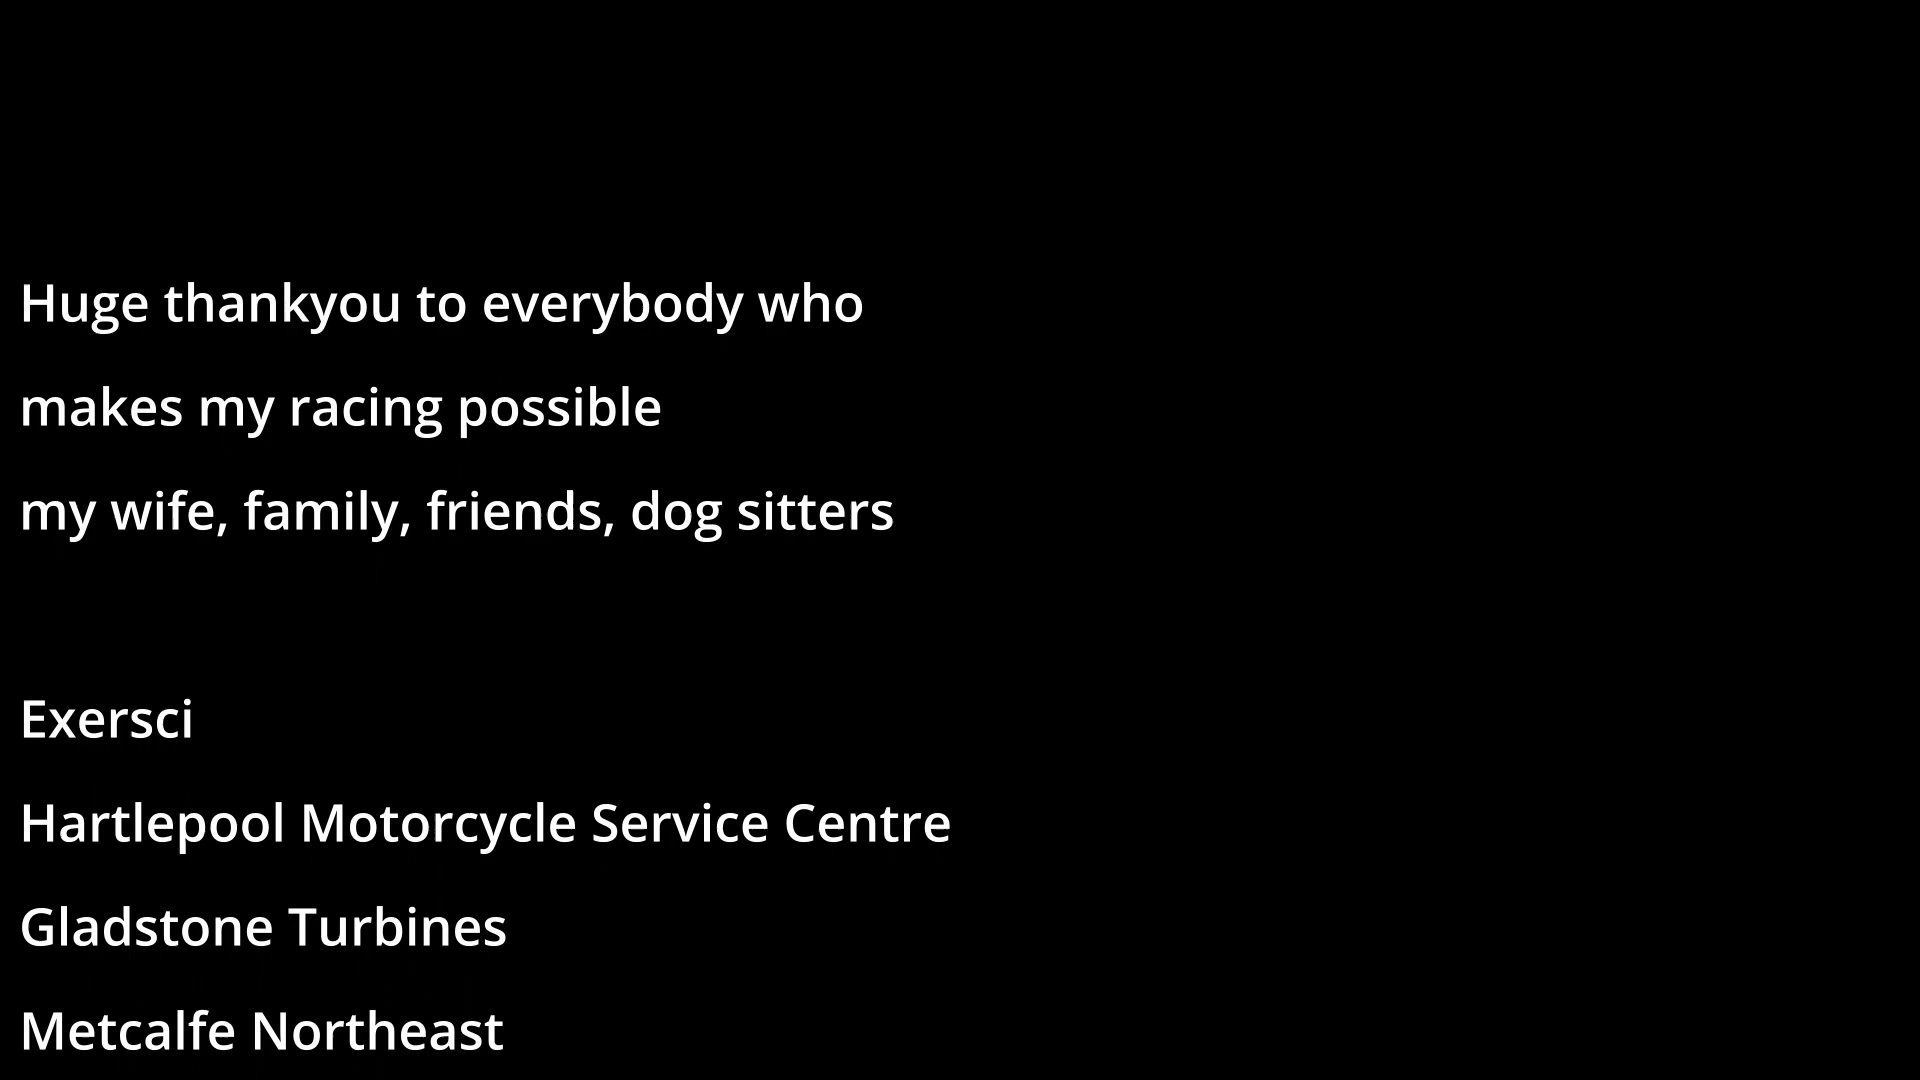 Huge thankyou to everybody who
makes my racing possible
my wife, family, friends, dog sitters
Exersci
Hartlepool Motorcycle Service Centre
Gladstone Turbines
Metcalfe Northeast